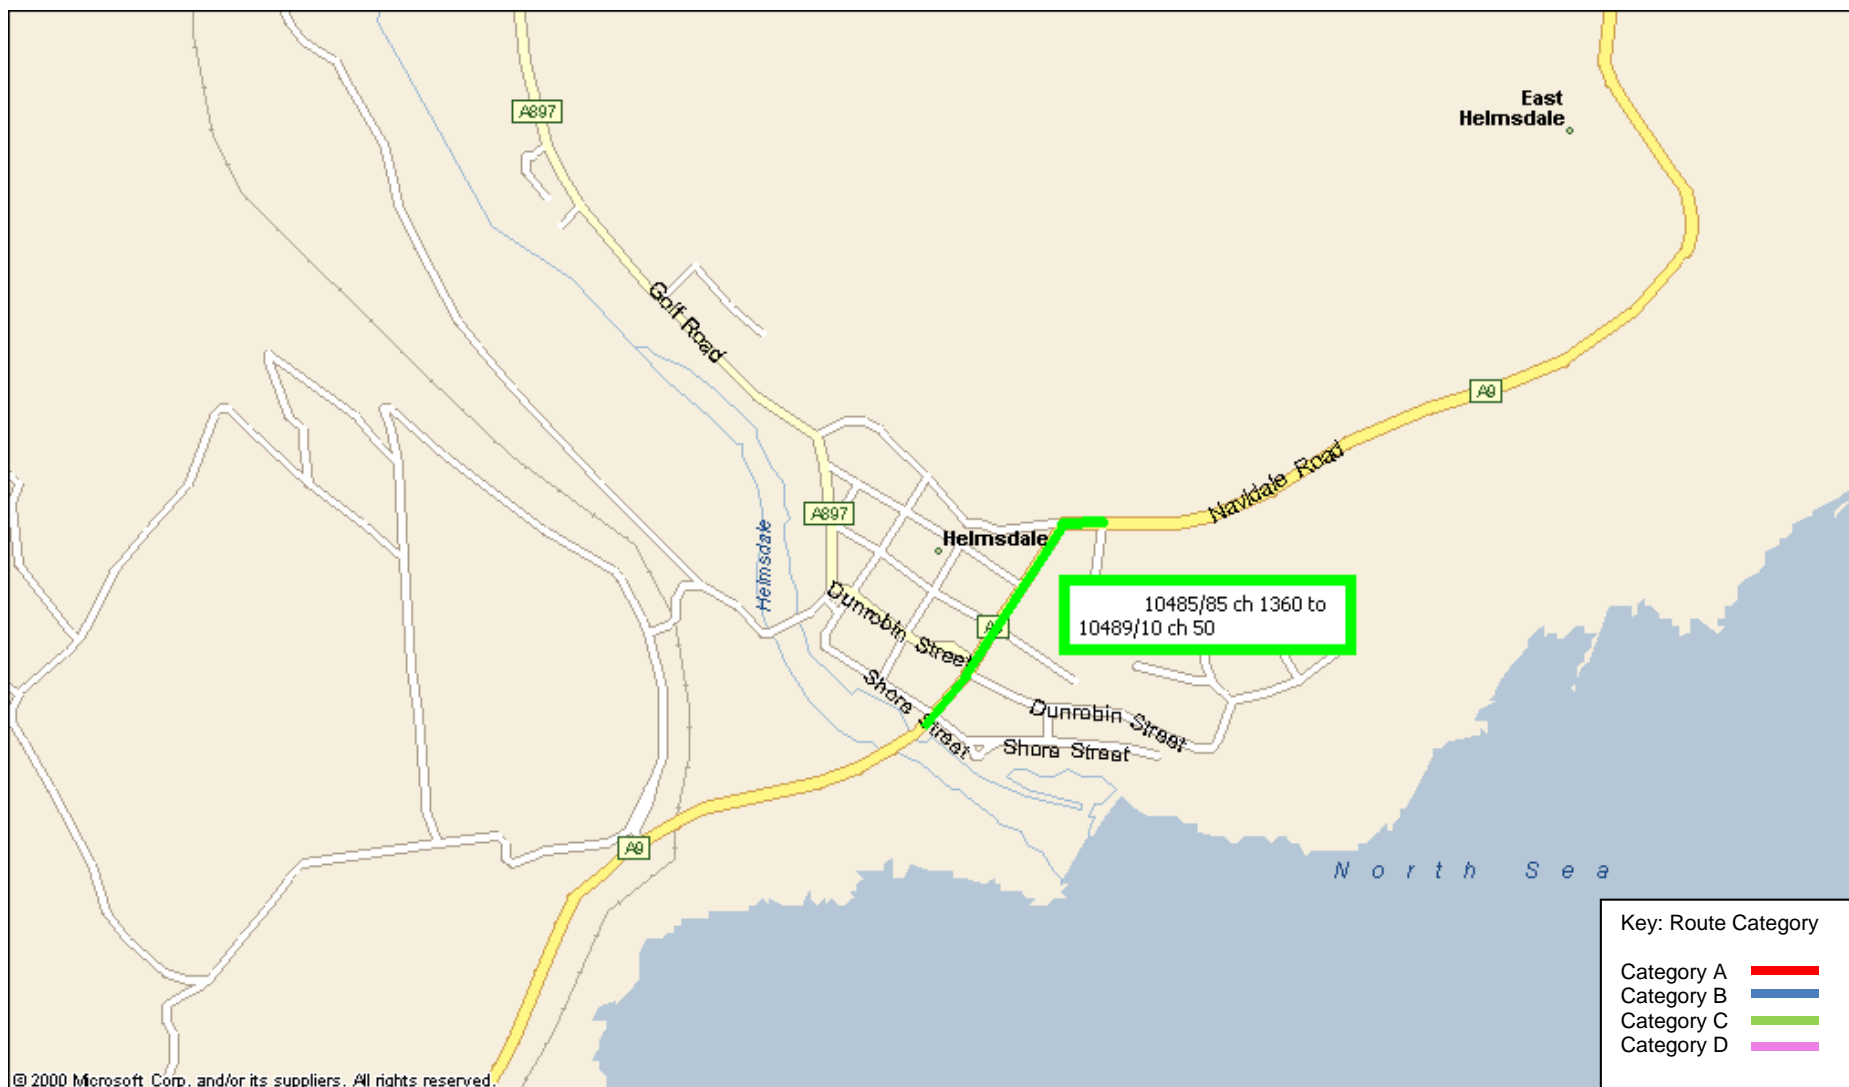 East
Helmsdale
A897
Golf Road
A9
Navidale Road
A897
Helmsdale
Helmsdale
Dunrobin Street
10485/85 ch 1360 to
10489/10 ch 50
Shore Street
Dunrobin Street
Shore Street
A9
North Sea
Key: Route Category
Category A
Category B
Category C
Category D
© 2000 Microsoft Corp. and/or its suppliers. All rights reserved.